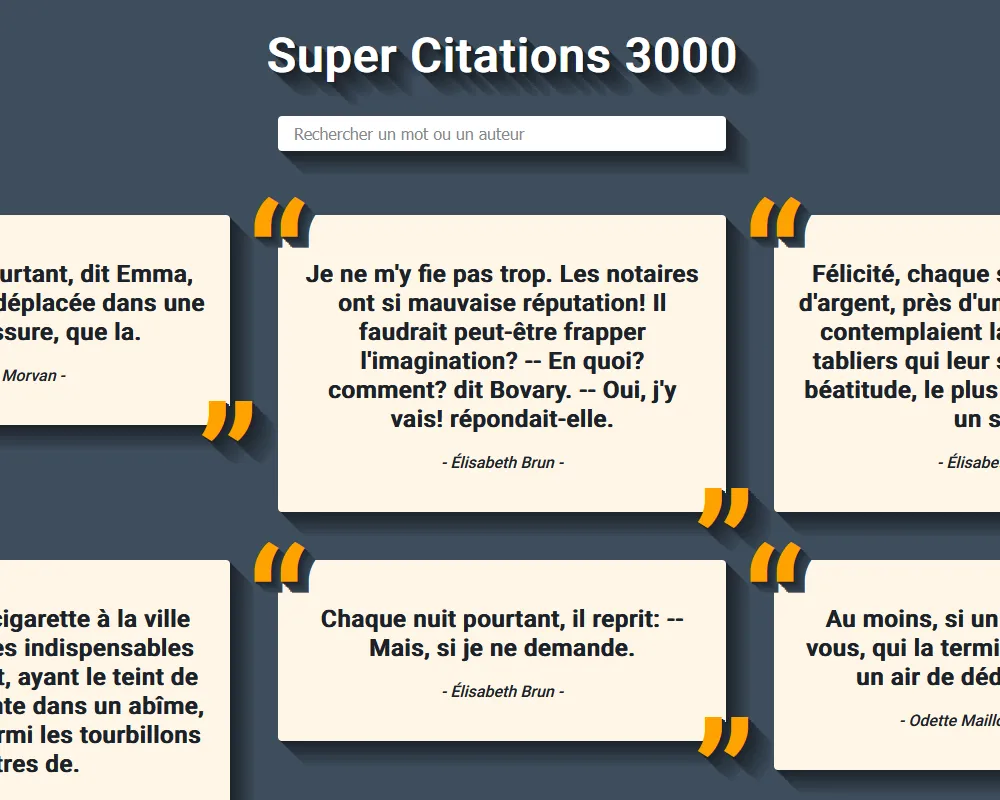 Super Citations 3000
Rechercher un mot ou un auteur
urtant, dit Emma,
déplacée dans une
ssure, que la.
Morvan -
“
Je ne m'y fie pas trop. Les notaires
ont si mauvaise réputation! Il
faudrait peut-être frapper
l'imagination? -- En quoi?
comment? dit Bovary. -- Oui, j'y
vais! répondait-elle.
- Élisabeth Brun -
”
“
Félicité, chaque s
d'argent, près d'un
contemplaient la
tabliers qui leur s
béatitude, le plus
un s
- Élisabe
”
cigarette à la ville
es indispensables
t, ayant le teint de
nte dans un abîme,
rmi les tourbillons
tres de.
“
Chaque nuit pourtant, il reprit: --
Mais, si je ne demande.
- Élisabeth Brun -
”
“
Au moins, si un
vous, qui la termi
un air de déd
- Odette Maillo